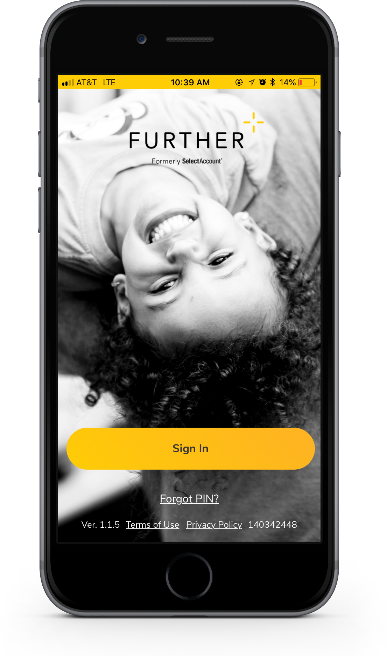 AT&T LTE 10:39 AM 14%
FURTHER
Formerly SelectAccount®
Sign In
Forgot PIN?
Ver. 1.1.5 Terms of Use Privacy Policy 140342448